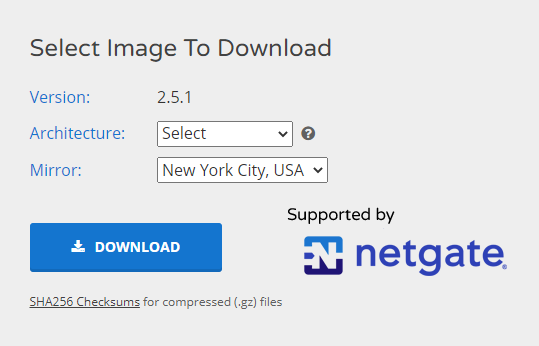 Select Image To Download
Version: 2.5.1
Architecture: Select ?
Mirror: New York City, USA
Supported by
DOWNLOAD
netgate®
SHA256 Checksums for compressed (.gz) files